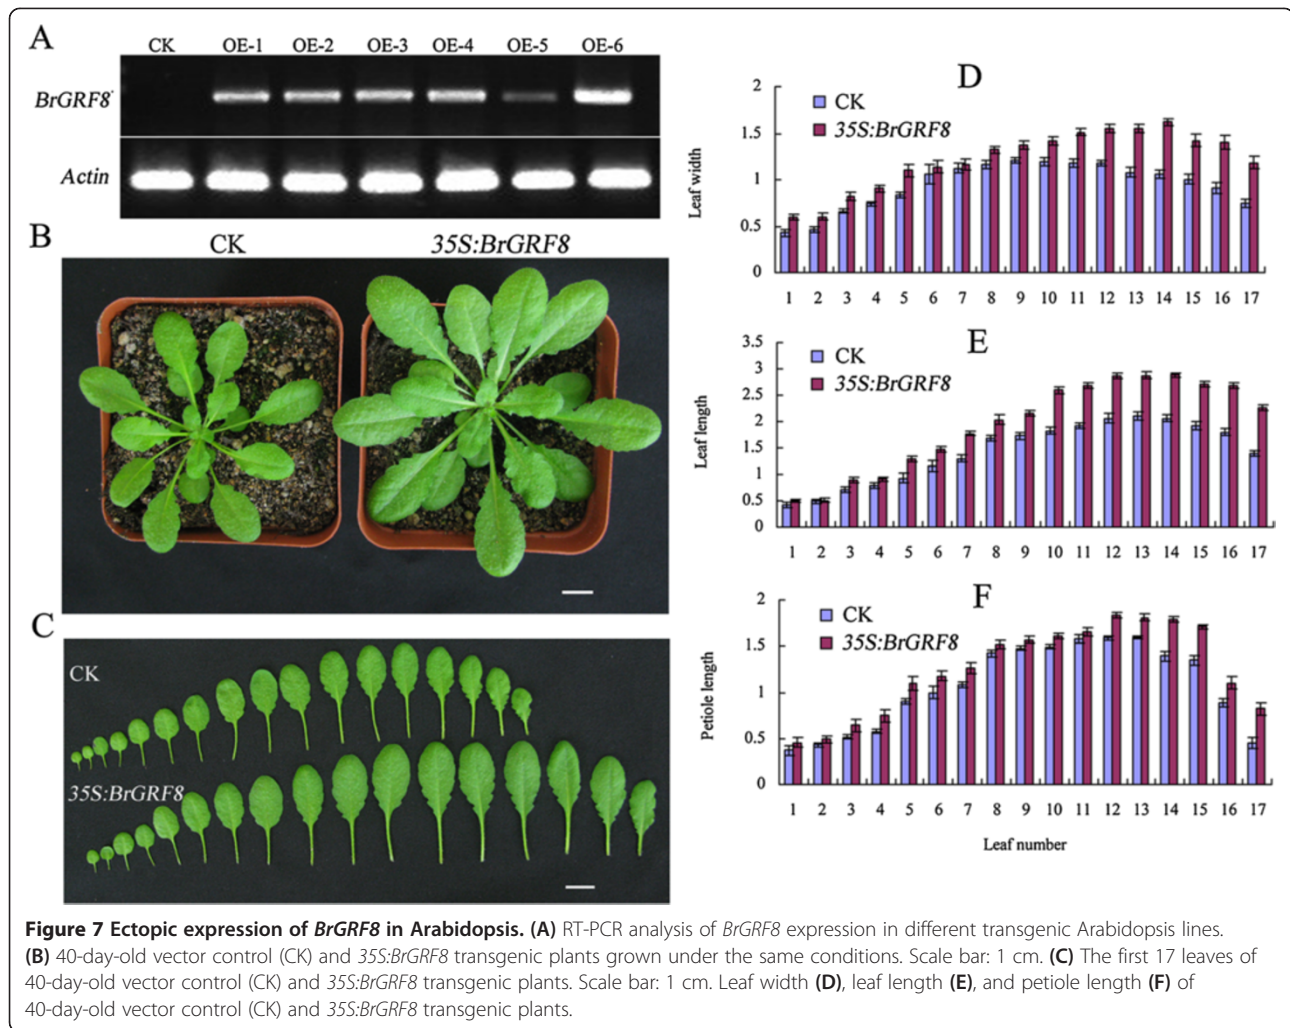 A
CK OE-1 OE-2 OE-3 OE-4 OE-5 OE-6
BrGRF8
Actin
B
CK 35S:BrGRF8
C
CK
35S:BrGRF8
D
CK
35S:BrGRF8
Leaf width
2
1.5
1
0.5
0
1 2 3 4 5 6 7 8 9 10 11 12 13 14 15 16 17
E
CK
35S:BrGRF8
Leaf length
3.5
3
2.5
2
1.5
1
0.5
0
1 2 3 4 5 6 7 8 9 10 11 12 13 14 15 16 17
F
CK
35S:BrGRF8
Petiole length
2
1.5
1
0.5
0
1 2 3 4 5 6 7 8 9 10 11 12 13 14 15 16 17
Leaf number
Figure 7 Ectopic expression of BrGRF8 in Arabidopsis. (A) RT-PCR analysis of BrGRF8 expression in different transgenic Arabidopsis lines.
(B) 40-day-old vector control (CK) and 35S:BrGRF8 transgenic plants grown under the same conditions. Scale bar: 1 cm. (C) The first 17 leaves of
40-day-old vector control (CK) and 35S:BrGRF8 transgenic plants. Scale bar: 1 cm. Leaf width (D), leaf length (E), and petiole length (F) of
40-day-old vector control (CK) and 35S:BrGRF8 transgenic plants.